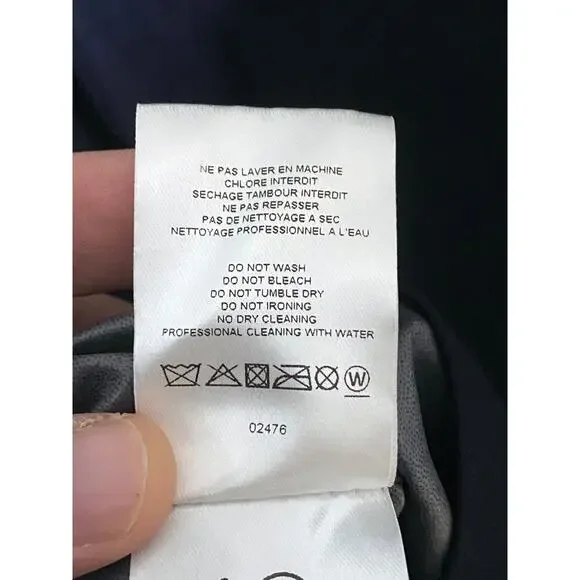 NE PAS LAVER EN MACHINE
CHLORE INTERDIT
SECHAGE TAMBOUR INTERDIT
NE PAS REPASSER
PAS DE NETTOYAGE A SEC
NETTOYAGE PROFESSIONNEL A L'EAU
DO NOT WASH
DO NOT BLEACH
DO NOT TUMBLE DRY
DO NOT IRONING
NO DRY CLEANING
PROFESSIONAL CLEANING WITH WATER
W
02476